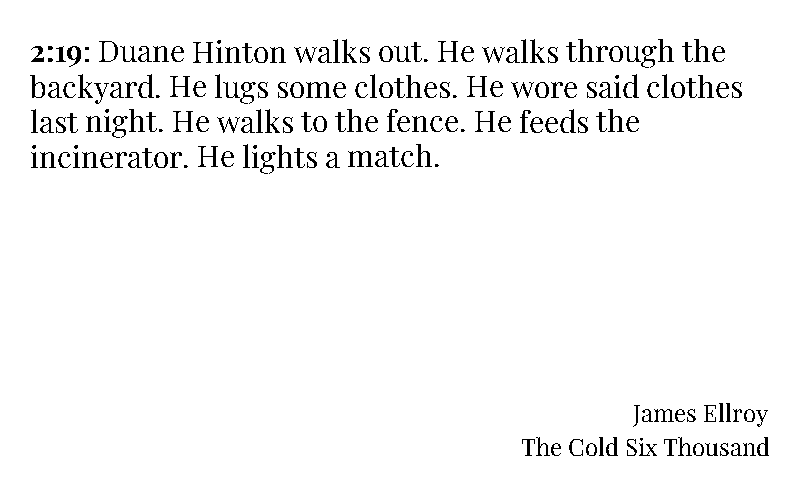 2:19: Duane Hinton walks out. He walks through the
backyard. He lugs some clothes. He wore said clothes
last night. He walks to the fence. He feeds the
incinerator. He lights a match.
James Ellroy
The Cold Six Thousand